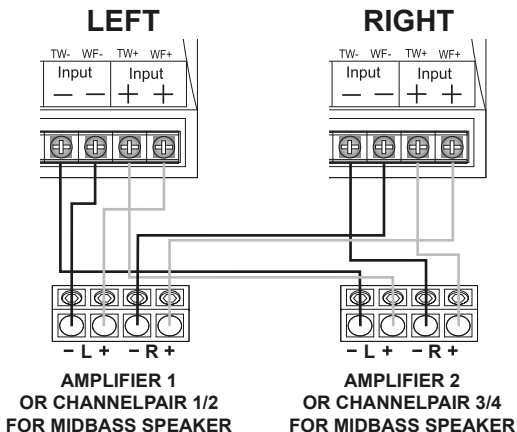 LEFT
RIGHT
TW- WF- TW+ WF+
Input Input
— — + +
TW- WF- TW+ WF+
Input Input
— — + +
− L + − R +
− L + − R +
AMPLIFIER 1
OR CHANNELPAIR 1/2
FOR MIDBASS SPEAKER
AMPLIFIER 2
OR CHANNELPAIR 3/4
FOR MIDBASS SPEAKER